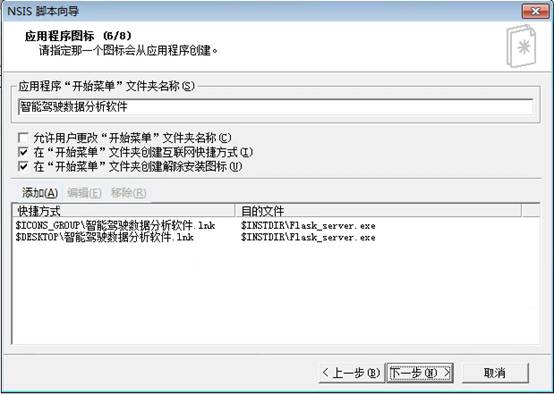 NSIS 脚本向导
应用程序图标 (6/8)
请指定那一个图标会从应用程序创建。
应用程序“开始菜单”文件夹名称(S)
智能驾驶数据分析软件
允许用户更改“开始菜单”文件夹名称(C)
在“开始菜单”文件夹创建互联网快捷方式(I)
在“开始菜单”文件夹创建解除安装图标(U)
添加(A) 编辑(E) 移除(R)
快捷方式 目的文件
$ICONS_GROUP\智能驾驶数据分析软件.lnk $INSTDIR\Flask_server.exe
$DESKTOP\智能驾驶数据分析软件.lnk $INSTDIR\Flask_server.exe
< 上一步(B) 下一步(N) > 取消